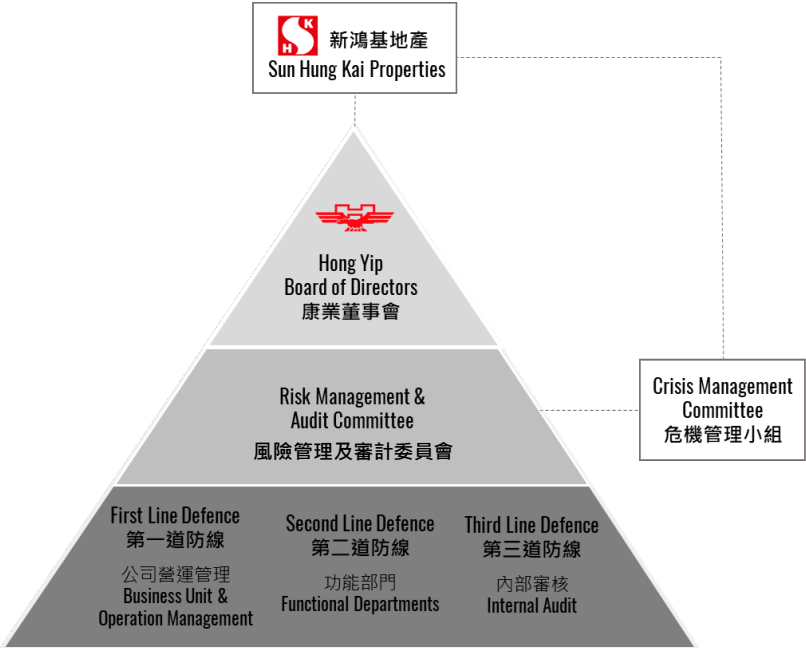 S
K
H
新鴻基地產
Sun Hung Kai Properties
Hong Yip
Board of Directors
康業董事會
Risk Management &
Audit Committee
風險管理及審計委員會
Crisis Management
Committee
危機管理小組
First Line Defence
第一道防線
公司營運管理
Business Unit &
Operation Management
Second Line Defence
第二道防線
功能部門
Functional Departments
Third Line Defence
第三道防線
內部審核
Internal Audit